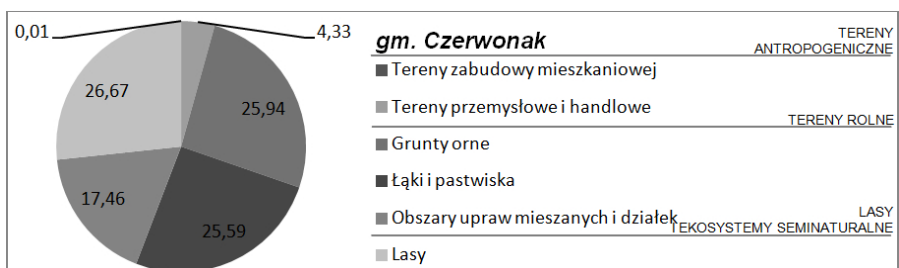 0,01
4,33
26,67
25,94
17,46
25,59
gm. Czerwonak
TERENY
ANTROPOGENICZNE
Tereny zabudowy mieszkaniowej
Tereny przemysłowe i handlowe
TERENY ROLNE
Grunty orne
Łąki i pastwiska
Obszary upraw mieszanych i działek
LASY
I EKOSYSTEMY SEMINATURALNE
Lasy